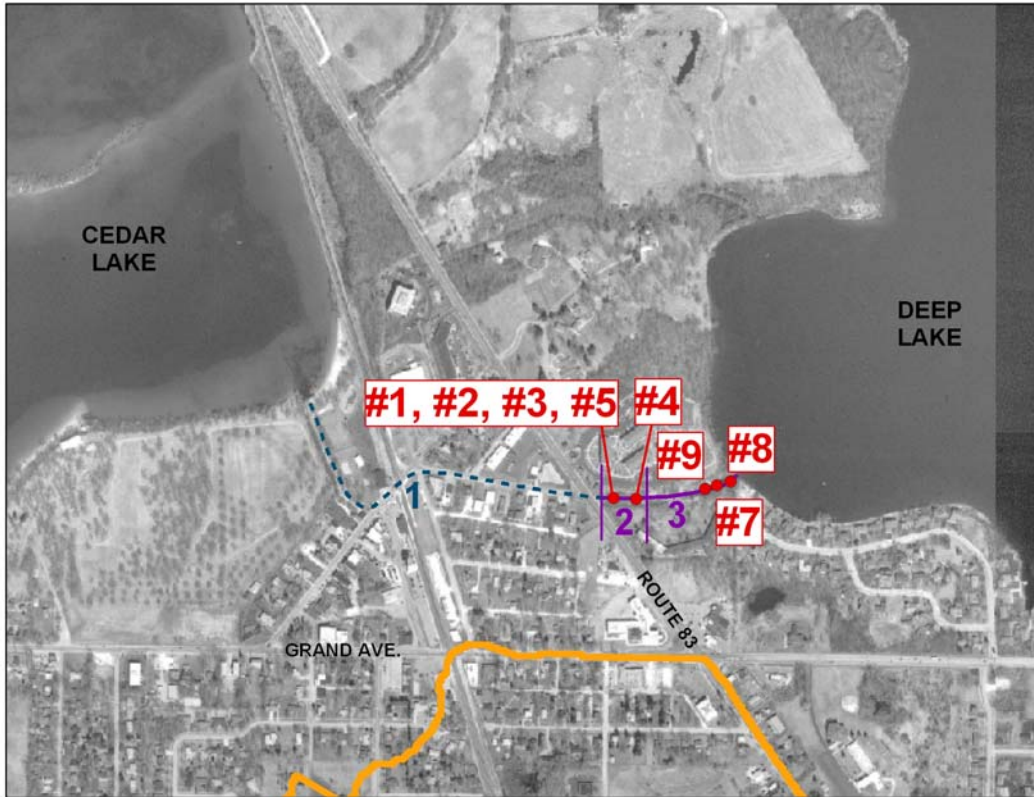 CEDAR
LAKE
DEEP
LAKE
#1, #2, #3, #5
#4
#9
#8
1
2
3
#7
ROUTE 83
GRAND AVE.